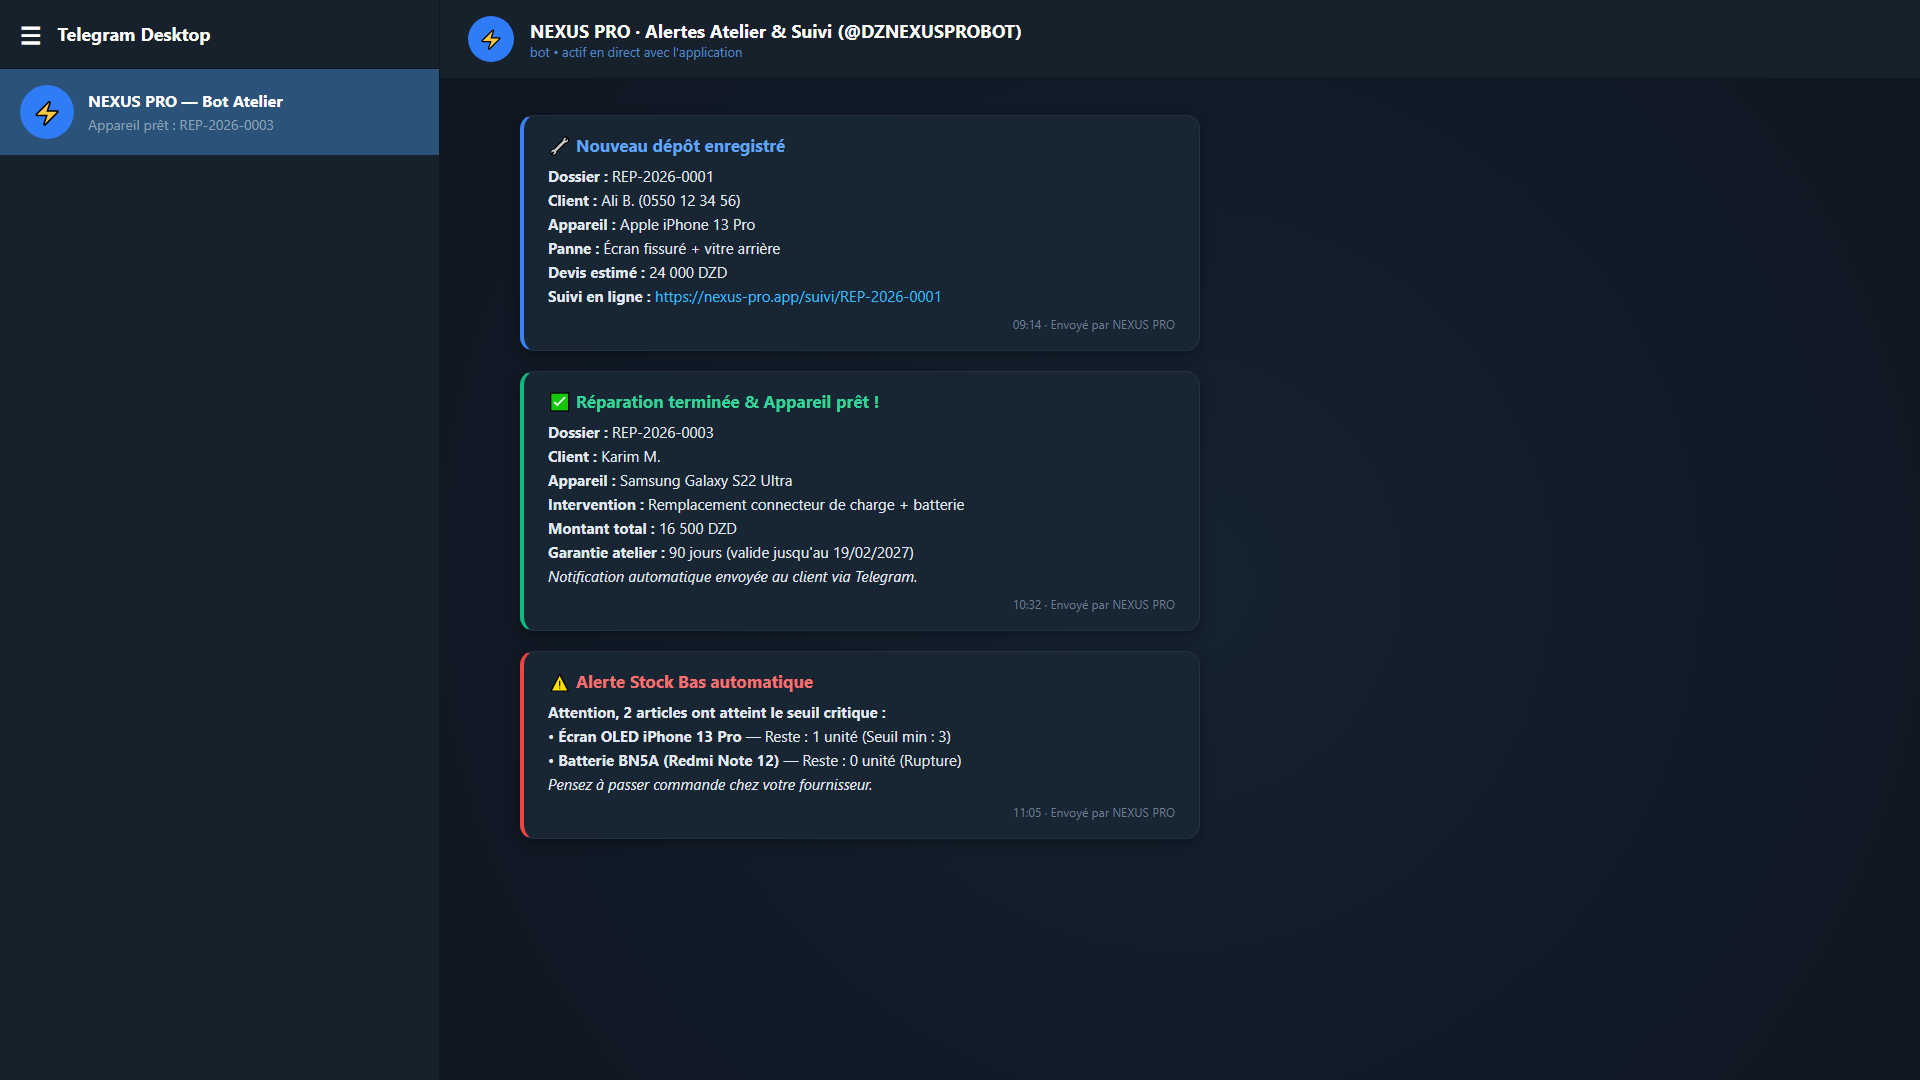 Telegram Desktop
NEXUS PRO — Bot Atelier
Appareil prêt : REP-2026-0003
NEXUS PRO · Alertes Atelier & Suivi (@DZNEXUSPROBOT)
bot • actif en direct avec l'application
Nouveau dépôt enregistré
Dossier : REP-2026-0001
Client : Ali B. (0550 12 34 56)
Appareil : Apple iPhone 13 Pro
Panne : Écran fissuré + vitre arrière
Devis estimé : 24 000 DZD
Suivi en ligne : https://nexus-pro.app/suivi/REP-2026-0001
09:14 · Envoyé par NEXUS PRO
Réparation terminée & Appareil prêt !
Dossier : REP-2026-0003
Client : Karim M.
Appareil : Samsung Galaxy S22 Ultra
Intervention : Remplacement connecteur de charge + batterie
Montant total : 16 500 DZD
Garantie atelier : 90 jours (valide jusqu'au 19/02/2027)
Notification automatique envoyée au client via Telegram.
10:32 · Envoyé par NEXUS PRO
Alerte Stock Bas automatique
Attention, 2 articles ont atteint le seuil critique :
• Écran OLED iPhone 13 Pro — Reste : 1 unité (Seuil min : 3)
• Batterie BN5A (Redmi Note 12) — Reste : 0 unité (Rupture)
Pensez à passer commande chez votre fournisseur.
11:05 · Envoyé par NEXUS PRO